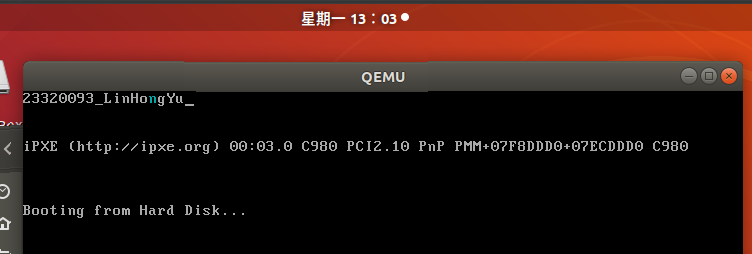 星期一 13：03
QEMU
23320093_LinHongYu_
iPXE (http://ipxe.org) 00:03.0 C980 PCI2.10 PnP PMM+07F8DDD0+07ECDDD0 C980
Booting from Hard Disk...